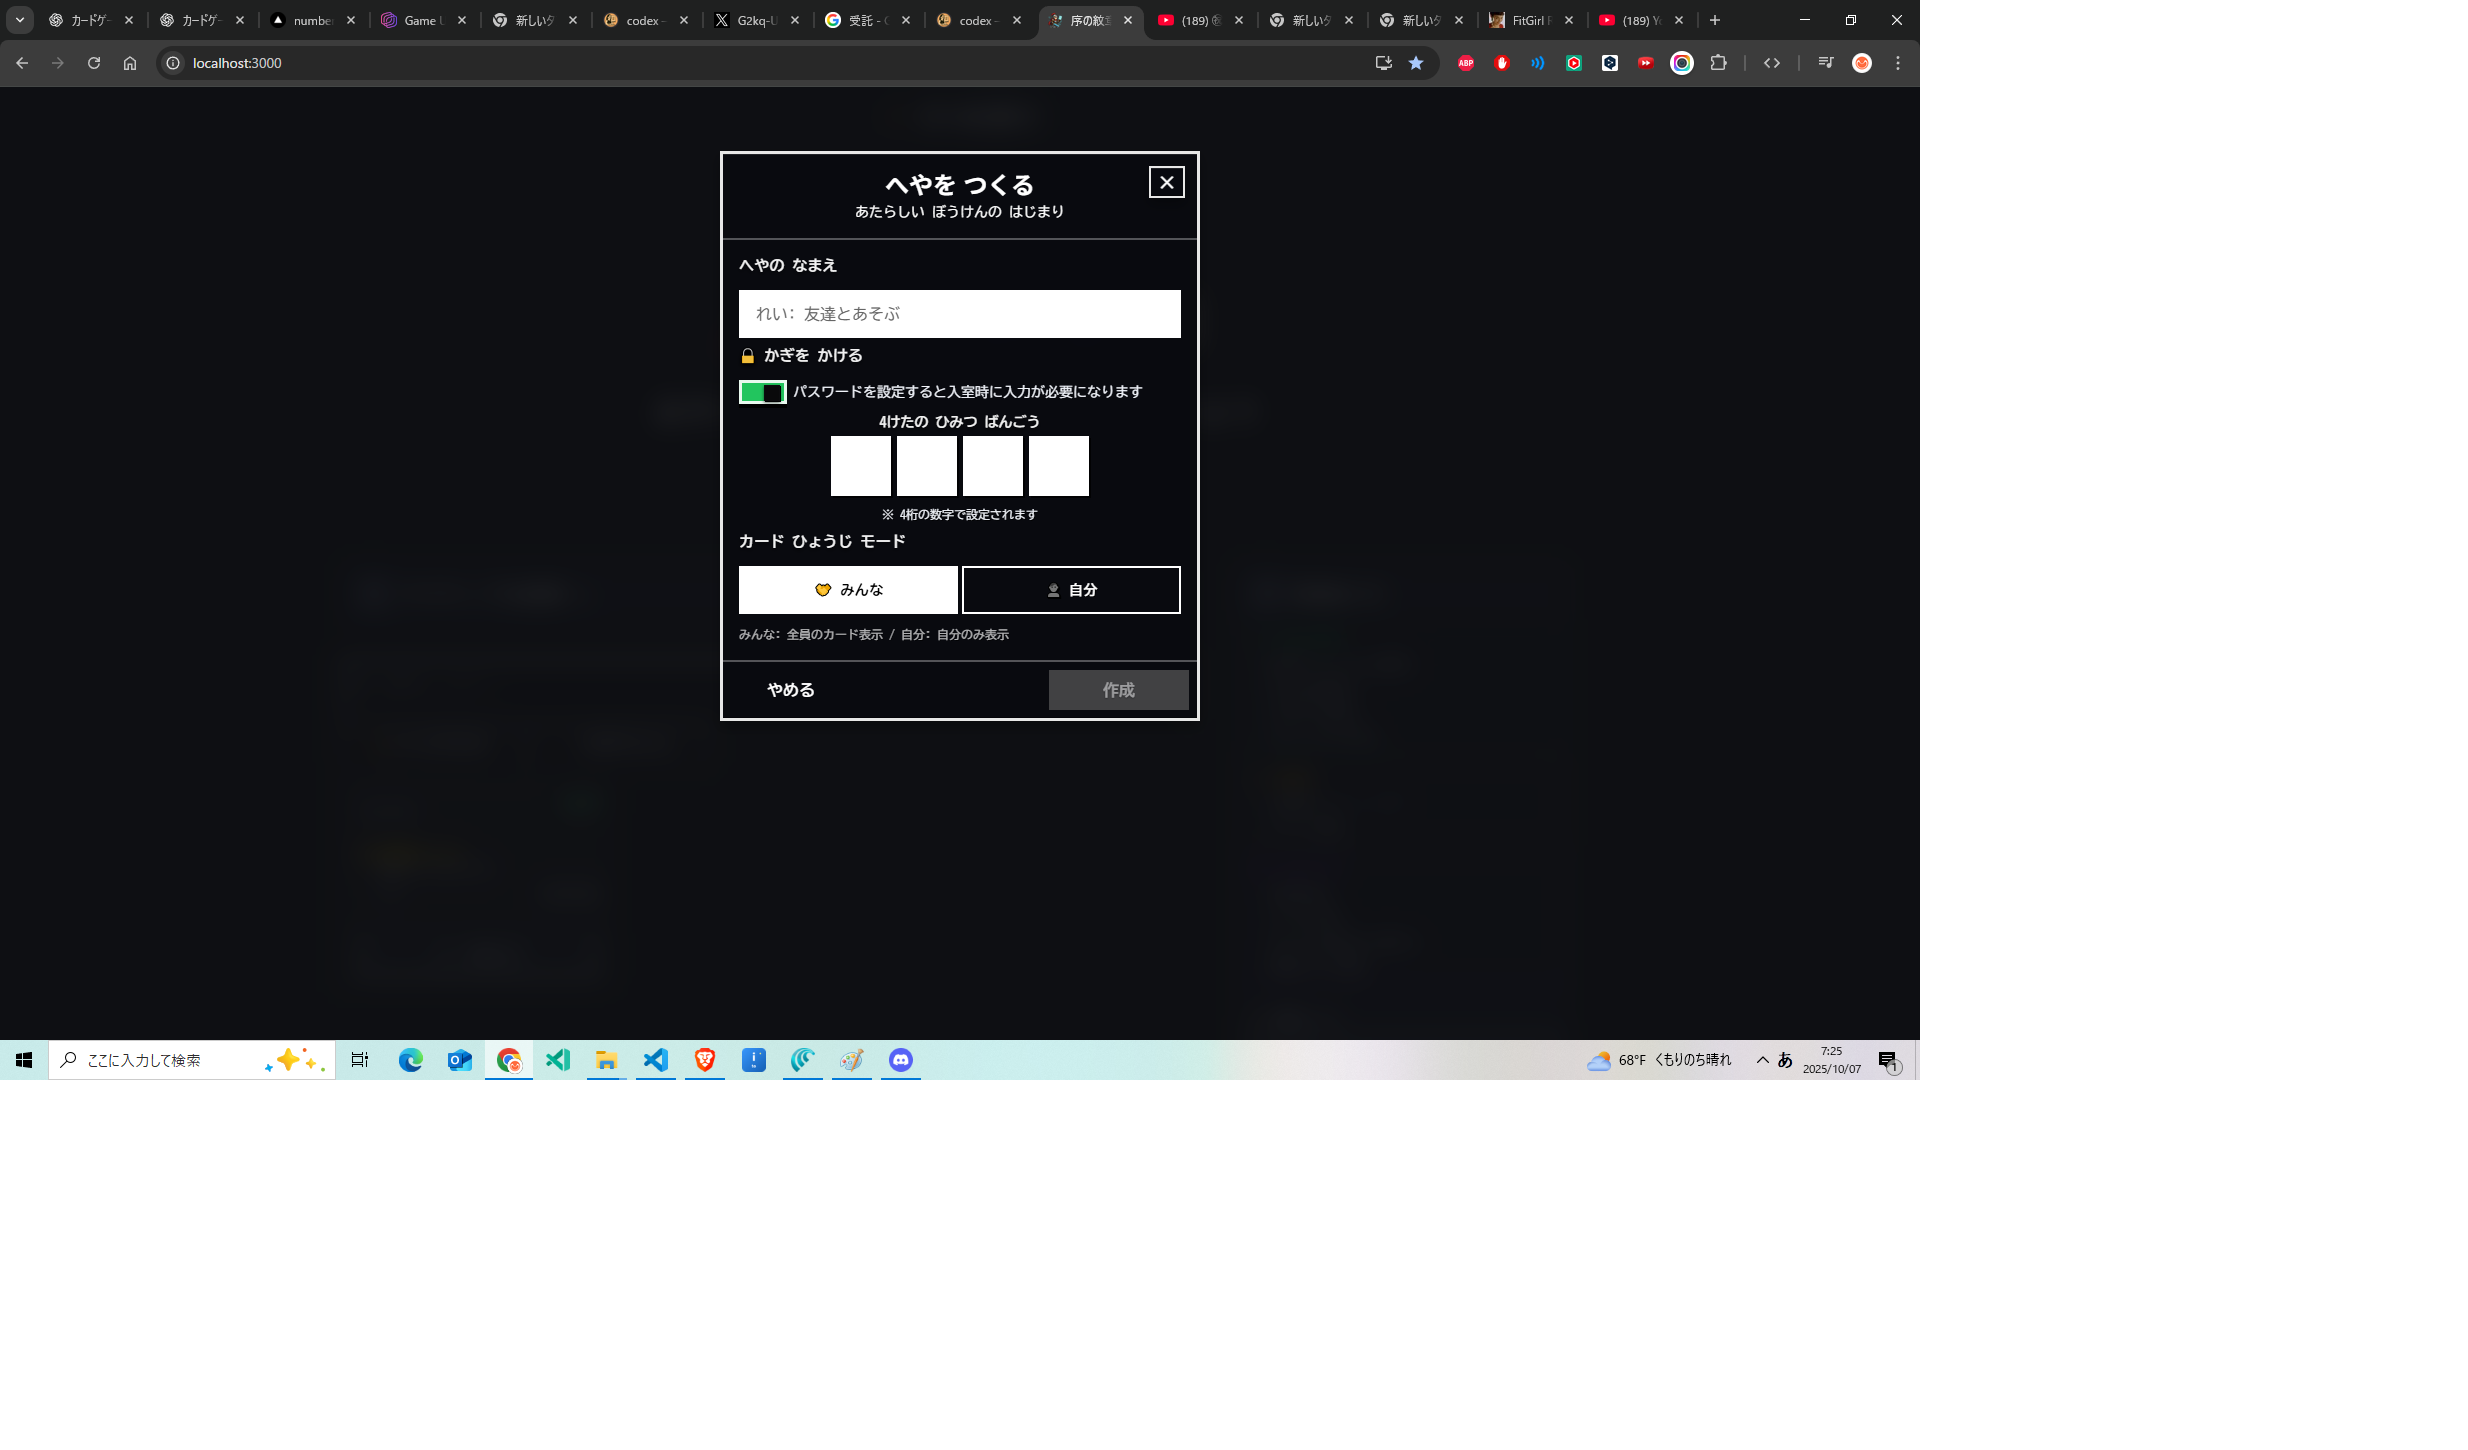 カードゲー
カードゲー
number
Game U
新しいタ
codex –
G2kq-U
受託 - G
codex –
序の紋章
(189)
新しいタ
新しいタ
FitGirl R
(189) Yo
localhost:3000
へやを つくる
あたらしい ぼうけんの はじまり
へやの なまえ
れい: 友達とあそぶ
かぎを かける
パスワードを設定すると入室時に入力が必要になります
4けたの ひみつ ばんごう
※ 4桁の数字で設定されます
カード ひょうじ モード
みんな
自分
みんな: 全員のカード表示 / 自分: 自分のみ表示
やめる
作成
ここに入力して検索
68°F くもりのち晴れ
あ
7:25
2025/10/07
1